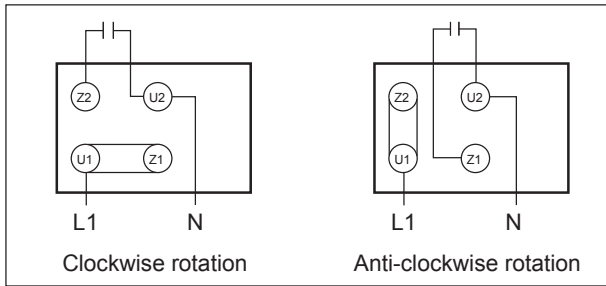 Z2 U2 Z2 U2
U1 Z1 U1 Z1
L1 N L1 N
Clockwise rotation Anti-clockwise rotation